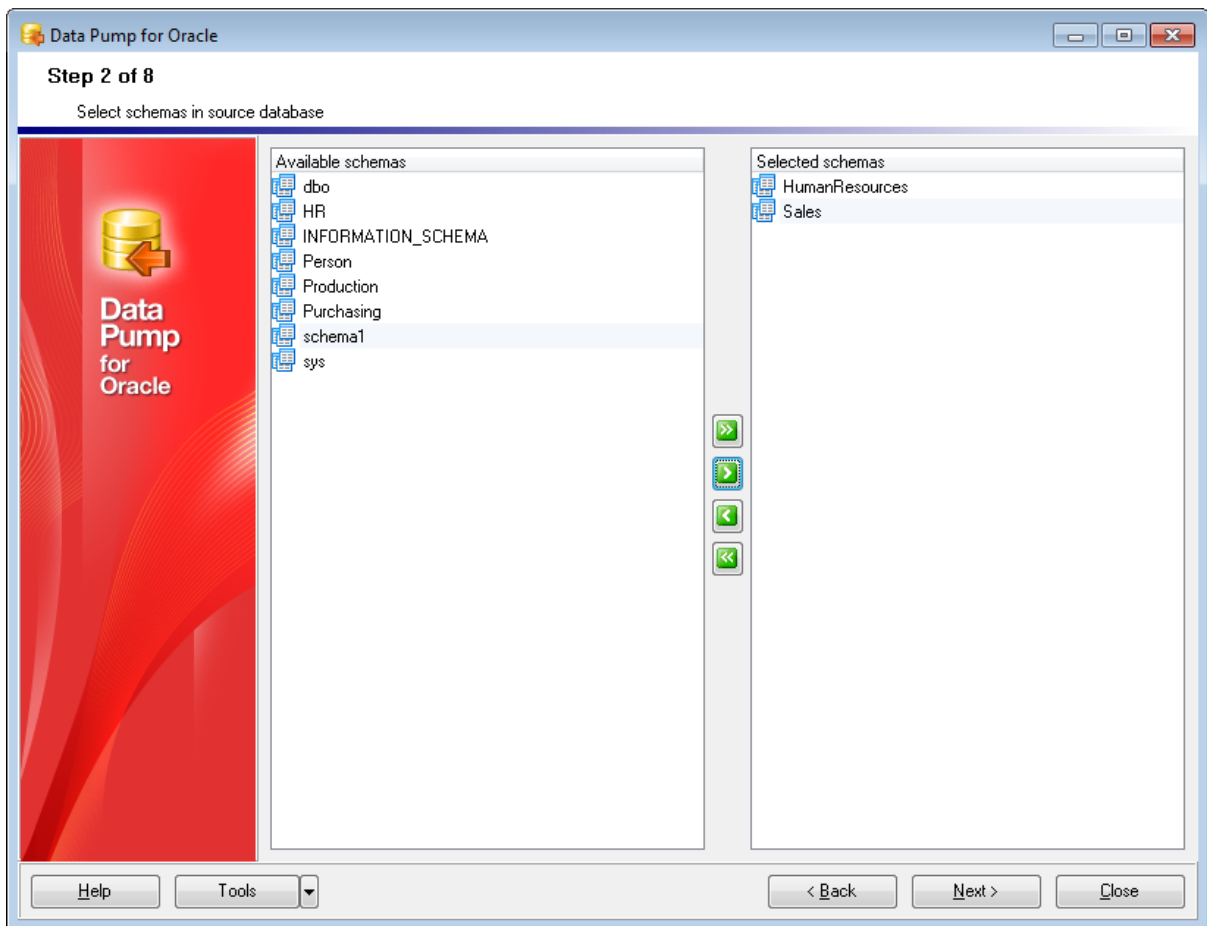 Data Pump for Oracle
Step 2 of 8
Select schemas in source database
Data
Pump
for
Oracle
Available schemas
dbo
HR
INFORMATION_SCHEMA
Person
Production
Purchasing
schema1
sys
Selected schemas
HumanResources
Sales
Help
Tools
< Back
Next >
Close